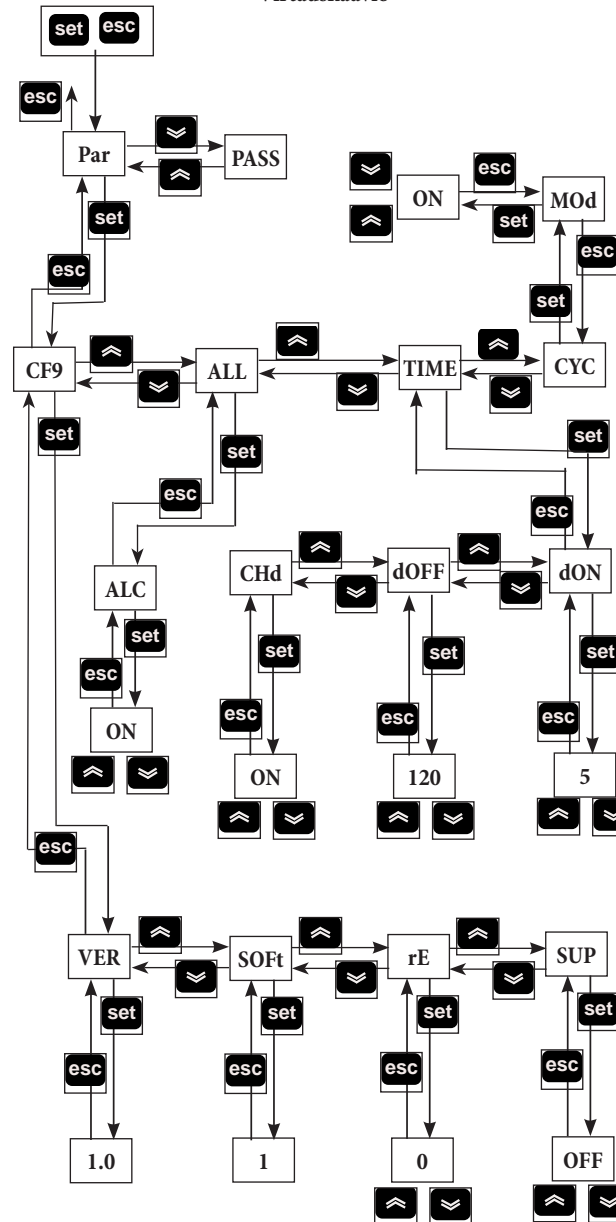 set esc
esc
Par
PASS
esc
ON
MOd
set
set
esc
esc
set
CF9
ALL
TIME
CYC
set
set
set
esc
esc
CHd
dOFF
dON
ALC
set
set
set
set
esc
esc
esc
esc
ON
ON
120
5
esc
VER
SOFt
rE
SUP
set
set
set
set
esc
esc
esc
esc
1.0
1
0
OFF